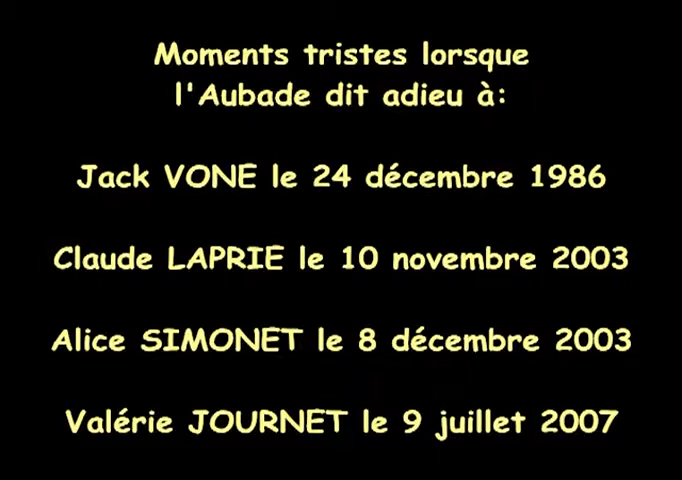 Moments tristes lorsque
l'Aubade dit adieu à:
Jack VONE le 24 décembre 1986
Claude LAPRIE le 10 novembre 2003
Alice SIMONET le 8 décembre 2003
Valérie JOURNET le 9 juillet 2007